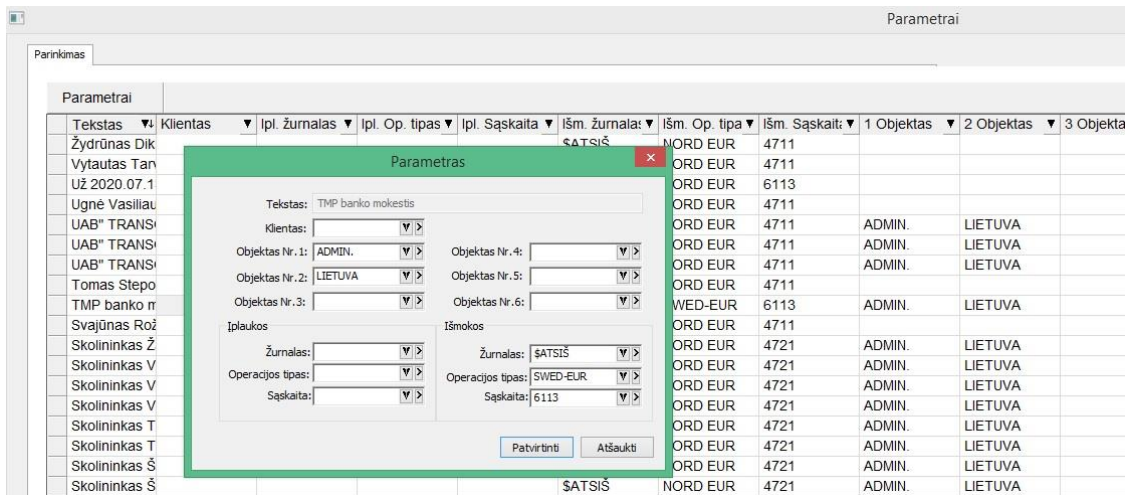 Parametrai
Parinkimas
Parametrai
Tekstas Klientas Ipl. žurnalas Ipl. Op. tipas Ipl. Sąskaita Išm. žurnalas Išm. Op. tipa Išm. Sąskaita 1 Objektas 2 Objektas 3 Objekta
Žydrūnas Dik $ATSIŠ NORD EUR 4711
Vytautas Tarv ORD EUR 4711
Už 2020.07.1 ORD EUR 6113
Ugnė Vasiliau ORD EUR 4711
UAB" TRANS ORD EUR 4711 ADMIN. LIETUVA
UAB" TRANS ORD EUR 4711 ADMIN. LIETUVA
UAB" TRANS ORD EUR 4711 ADMIN. LIETUVA
Tomas Stepo ORD EUR 4711
TMP banko m WED-EUR 6113 ADMIN. LIETUVA
Svajūnas Rož ORD EUR 4711
Skolininkas Ž ORD EUR 4721 ADMIN. LIETUVA
Skolininkas V ORD EUR 4721 ADMIN. LIETUVA
Skolininkas V ORD EUR 4721 ADMIN. LIETUVA
Skolininkas V ORD EUR 4721 ADMIN. LIETUVA
Skolininkas T ORD EUR 4721 ADMIN. LIETUVA
Skolininkas T ORD EUR 4721 ADMIN. LIETUVA
Skolininkas Š ORD EUR 4721 ADMIN. LIETUVA
Skolininkas Š $ATSIŠ NORD EUR 4721 ADMIN. LIETUVA
Parametras
Tekstas: TMP banko mokestis
Klientas:
Objektas Nr.1: ADMIN. Objektas Nr.4:
Objektas Nr.2: LIETUVA Objektas Nr.5:
Objektas Nr.3: Objektas Nr.6:
Įplaukos Išmokos
Žurnalas: Žurnalas: $ATSIŠ
Operacijos tipas: Operacijos tipas: SWED-EUR
Sąskaita: Sąskaita: 6113
Patvirtinti Atšaukti